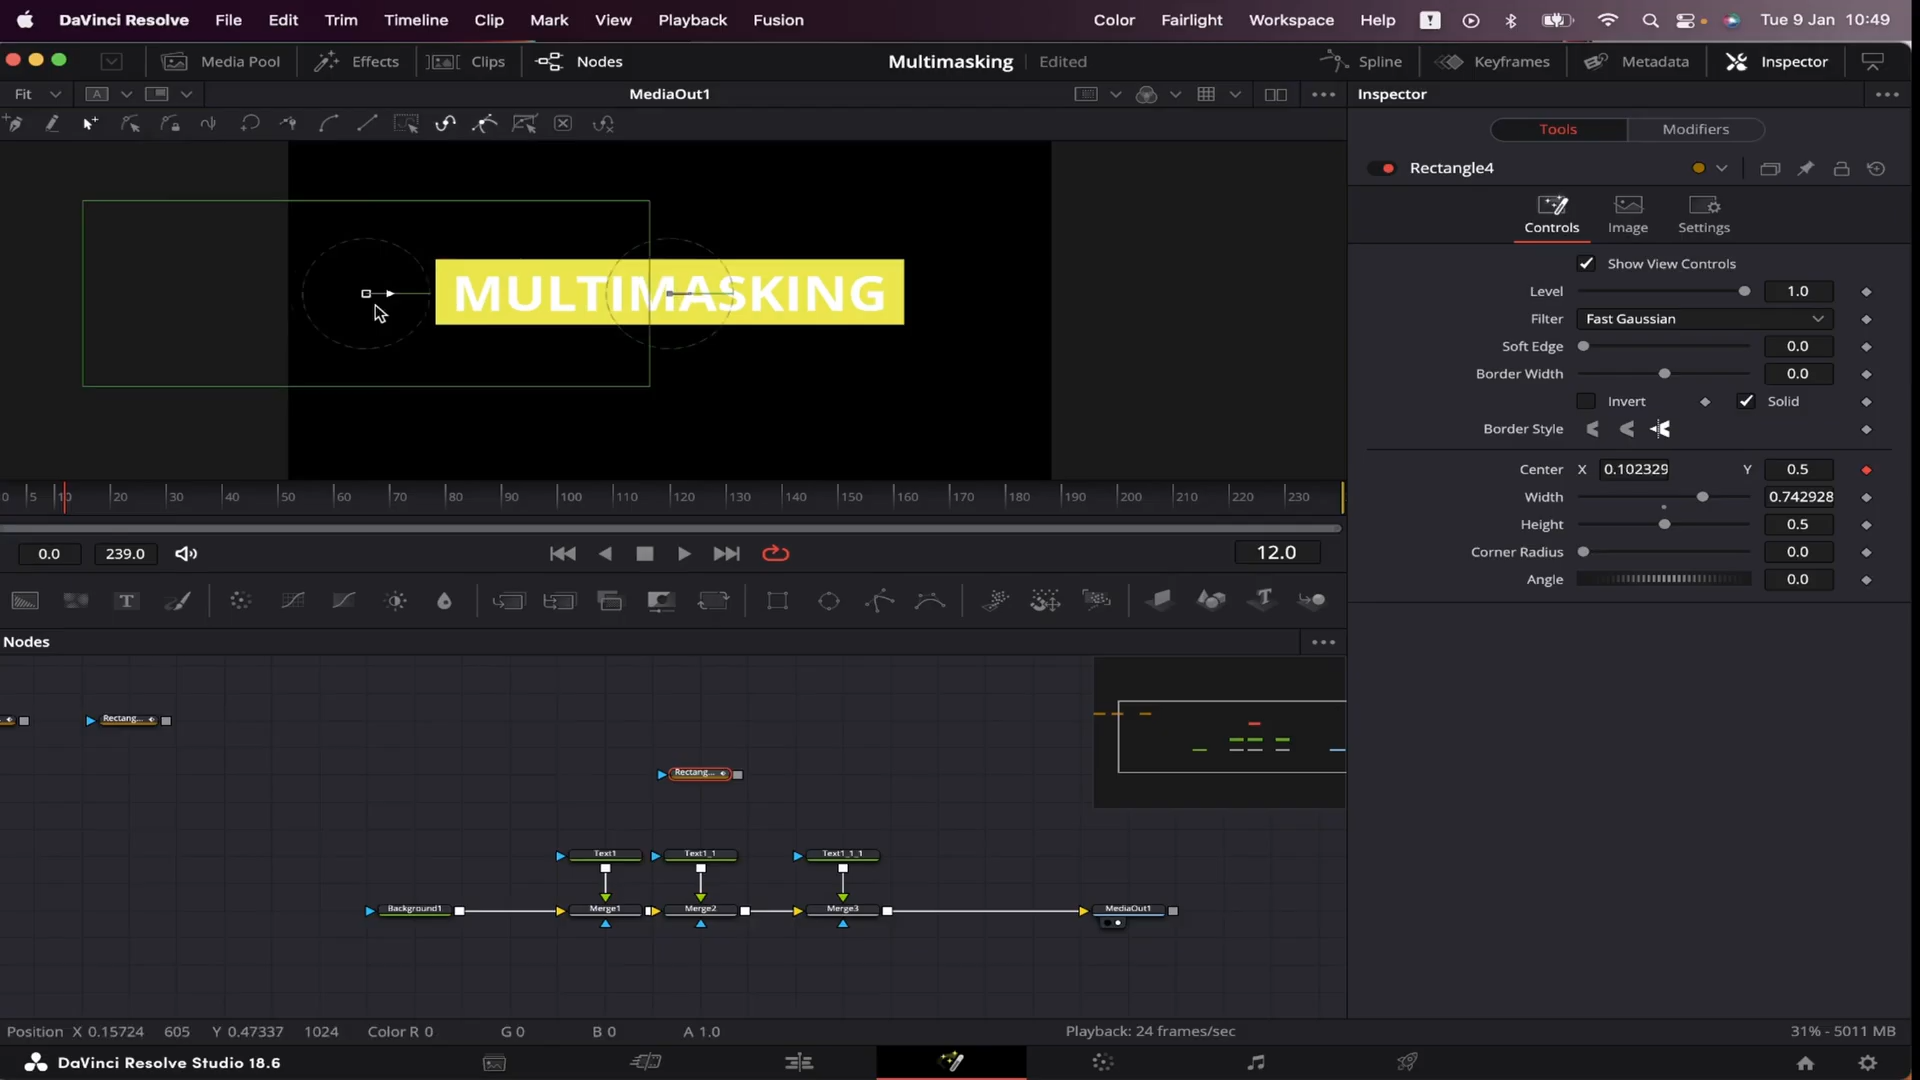 DaVinci Resolve File Edit Trim Timeline Clip Mark View Playback Fusion Color Fairlight Workspace Help Tue 9 Jan 10:49
Media Pool Effects Clips Nodes Multimasking Edited Spline Keyframes Metadata Inspector
Fit A MediaOut1 Inspector
Tools Modifiers
Rectangle4
Controls Image Settings
Show View Controls
Level 1.0
Filter Fast Gaussian
Soft Edge 0.0
Border Width 0.0
Invert Solid
Border Style
Center X 0.102329 Y 0.5
Width 0.742928
Height 0.5
Corner Radius 0.0
Angle 0.0
MULTIMASKING
0 5 10 20 30 40 50 60 70 80 90 100 110 120 130 140 150 160 170 180 190 200 210 220 230
0.0 239.0 12.0
T
Nodes
Rectang...
Rectang...
Text1 Text1_1 Text1_1_1
Background1 Merge1 Merge2 Merge3 MediaOut1
Position X 0.15724 605 Y 0.47337 1024 Color R 0 G 0 B 0 A 1.0 Playback: 24 frames/sec 31% - 5011 MB
DaVinci Resolve Studio 18.6